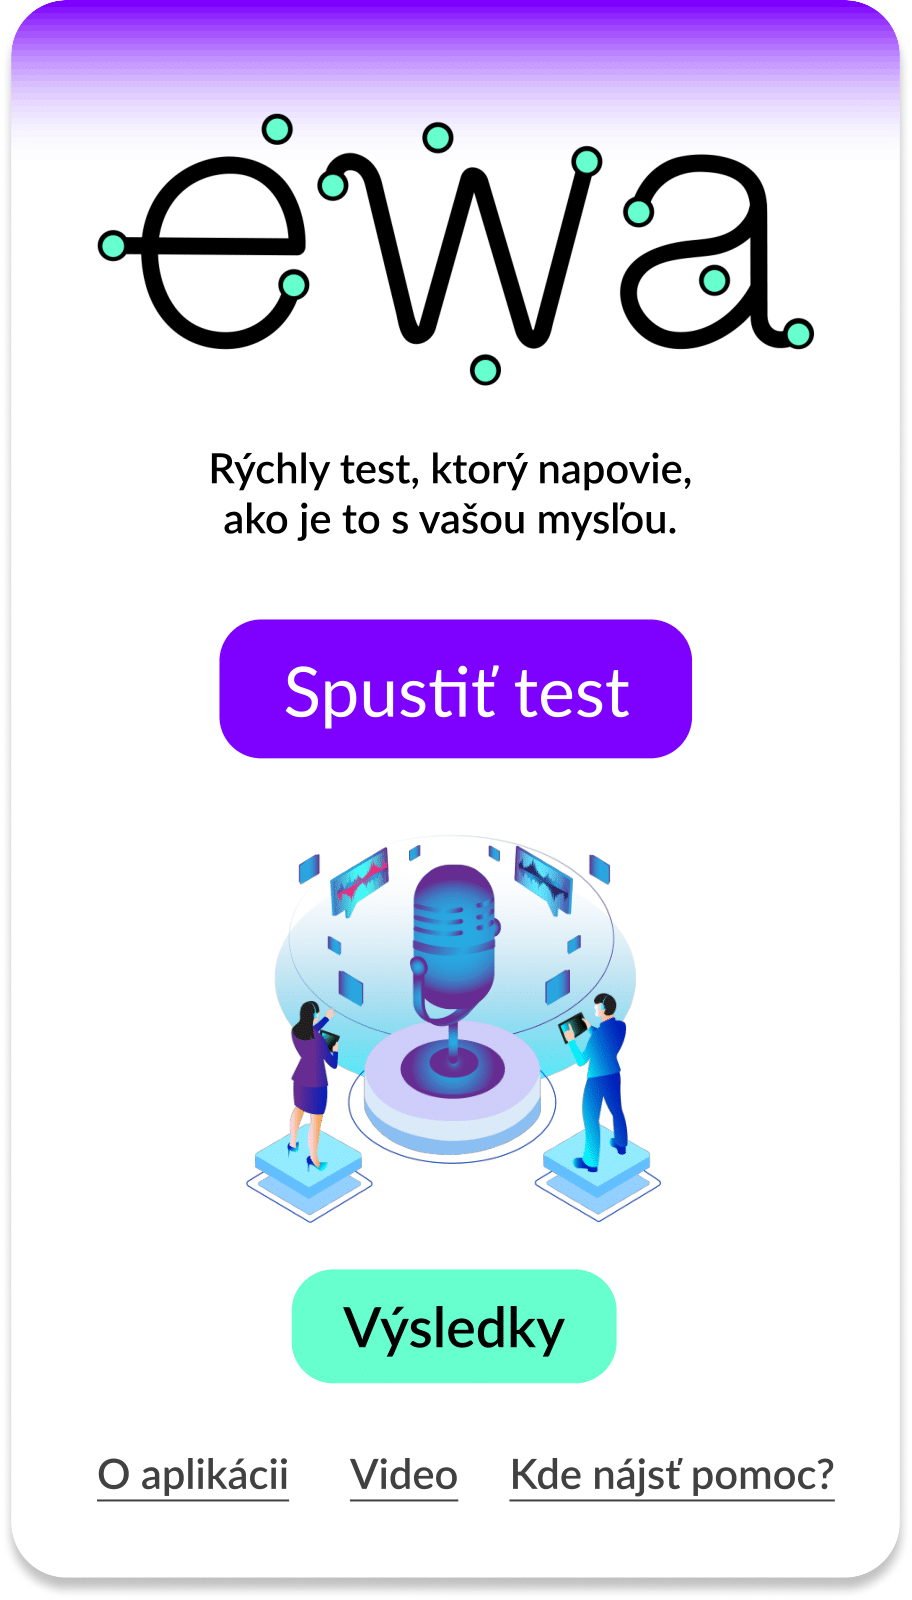 ewa
Rýchly test, ktorý napovie,
ako je to s vašou mysľou.
Spustiť test
Výsledky
O aplikácii
Video
Kde nájsť pomoc?